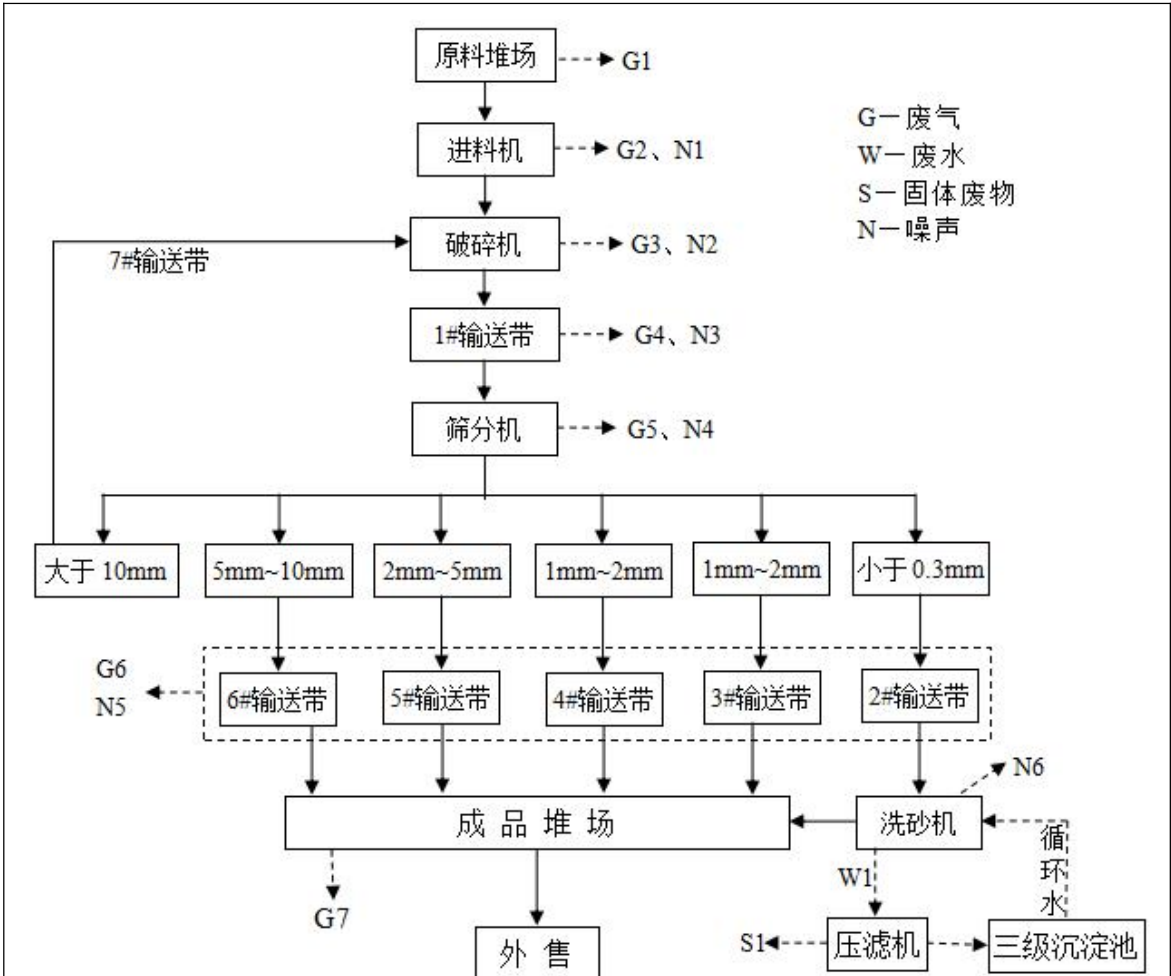 原料堆场
G1
G—废气
进料机
G2、N1
W—废水
S—固体废物
破碎机
G3、N2
N—噪声
7#输送带
1#输送带
G4、N3
筛分机
G5、N4
大于 10mm
5mm~10mm
2mm~5mm
1mm~2mm
1mm~2mm
小于 0.3mm
G6
N5
6#输送带
5#输送带
4#输送带
3#输送带
2#输送带
N6
成 品 堆 场
洗砂机
循环水
G7
W1
外 售
S1
压滤机
三级沉淀池